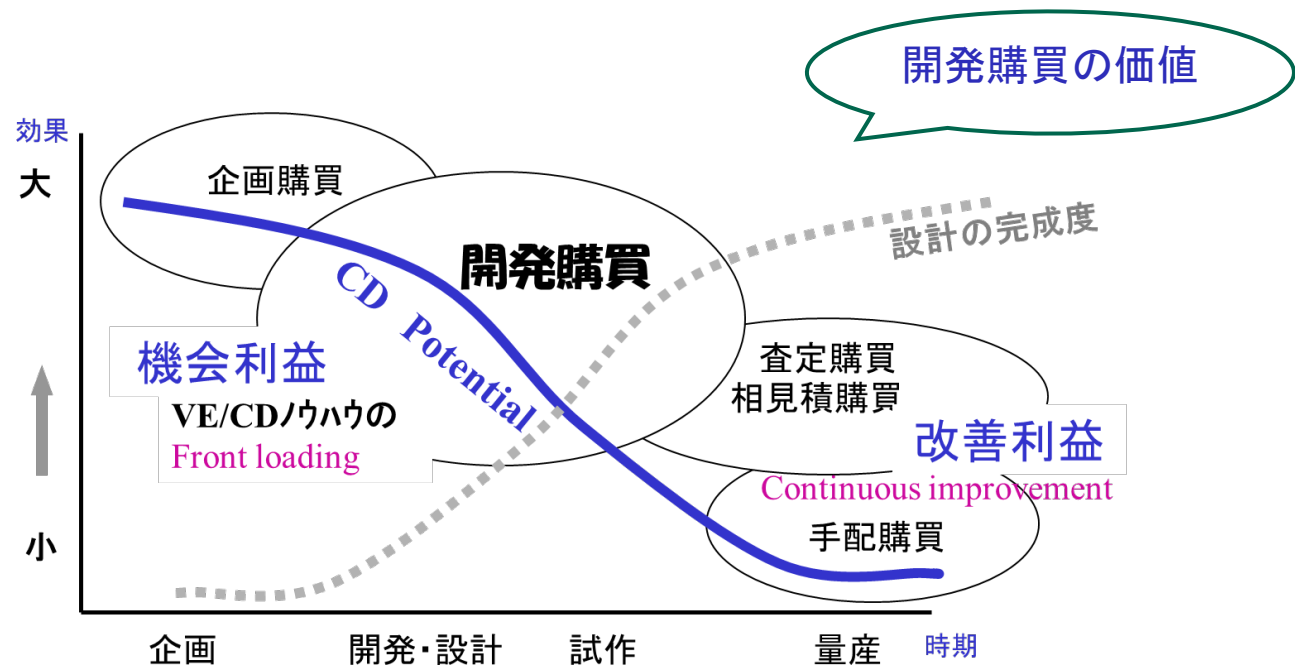 開発購買の価値
効果
大
企画購買
開発購買
設計の完成度
CD Potential
機会利益
VE/CDﾉｳﾊｳの
Front loading
査定購買
相見積購買
改善利益
Continuous improvement
手配購買
小
企画
開発・設計
試作
量産
時期